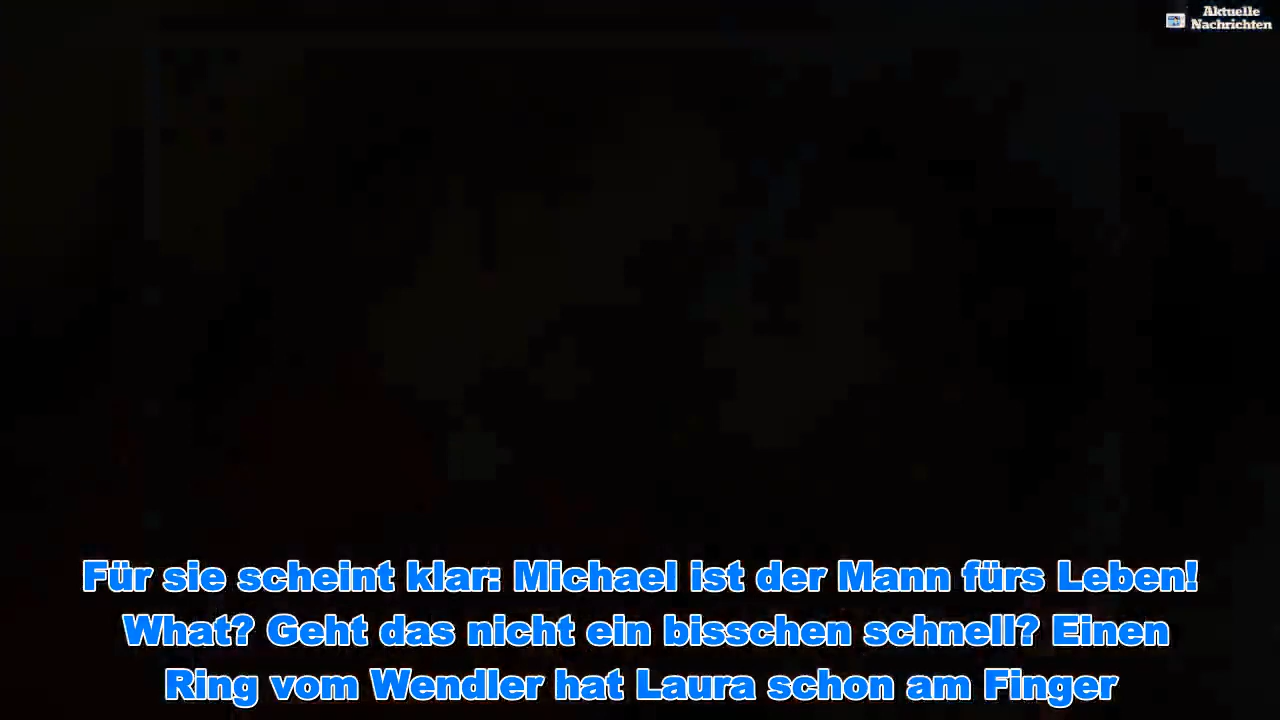 Aktuelle
Nachrichten
Für sie scheint klar: Michael ist der Mann fürs Leben!
What? Geht das nicht ein bisschen schnell? Einen
Ring vom Wendler hat Laura schon am Finger